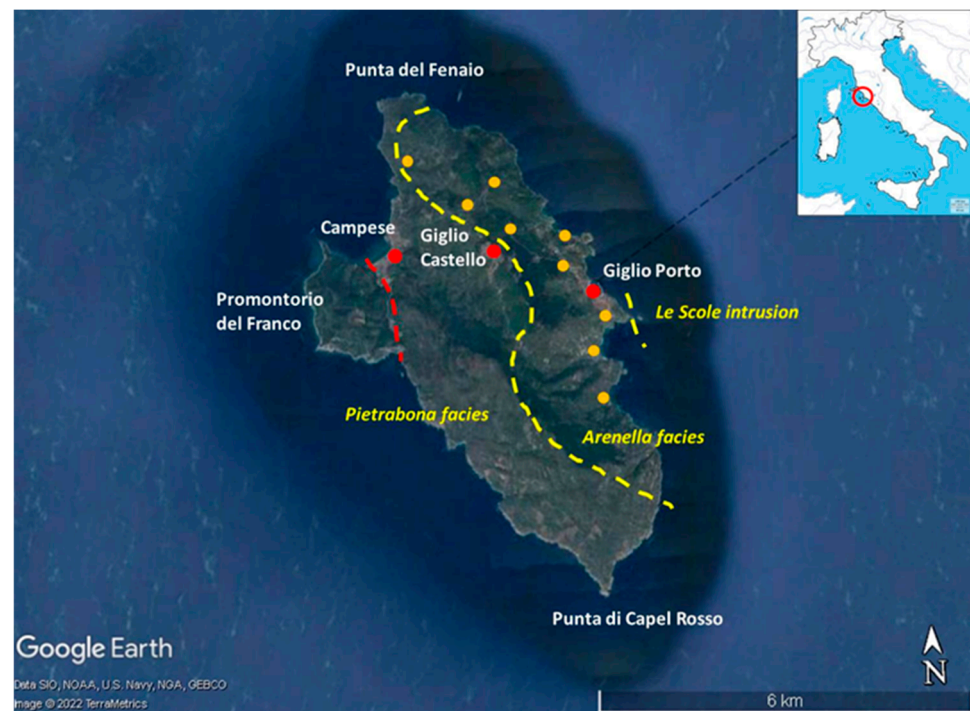 Punta del Fenaio
Campese
Giglio
Castello
Giglio Porto
Promontorio
del Franco
Le Scole intrusion
Pietrabona facies
Arenella facies
Punta di Capel Rosso
Google Earth
Data SIO, NOAA, U.S. Navy, NGA, GEBCO
Image © 2022 TerraMetrics
N
6 km